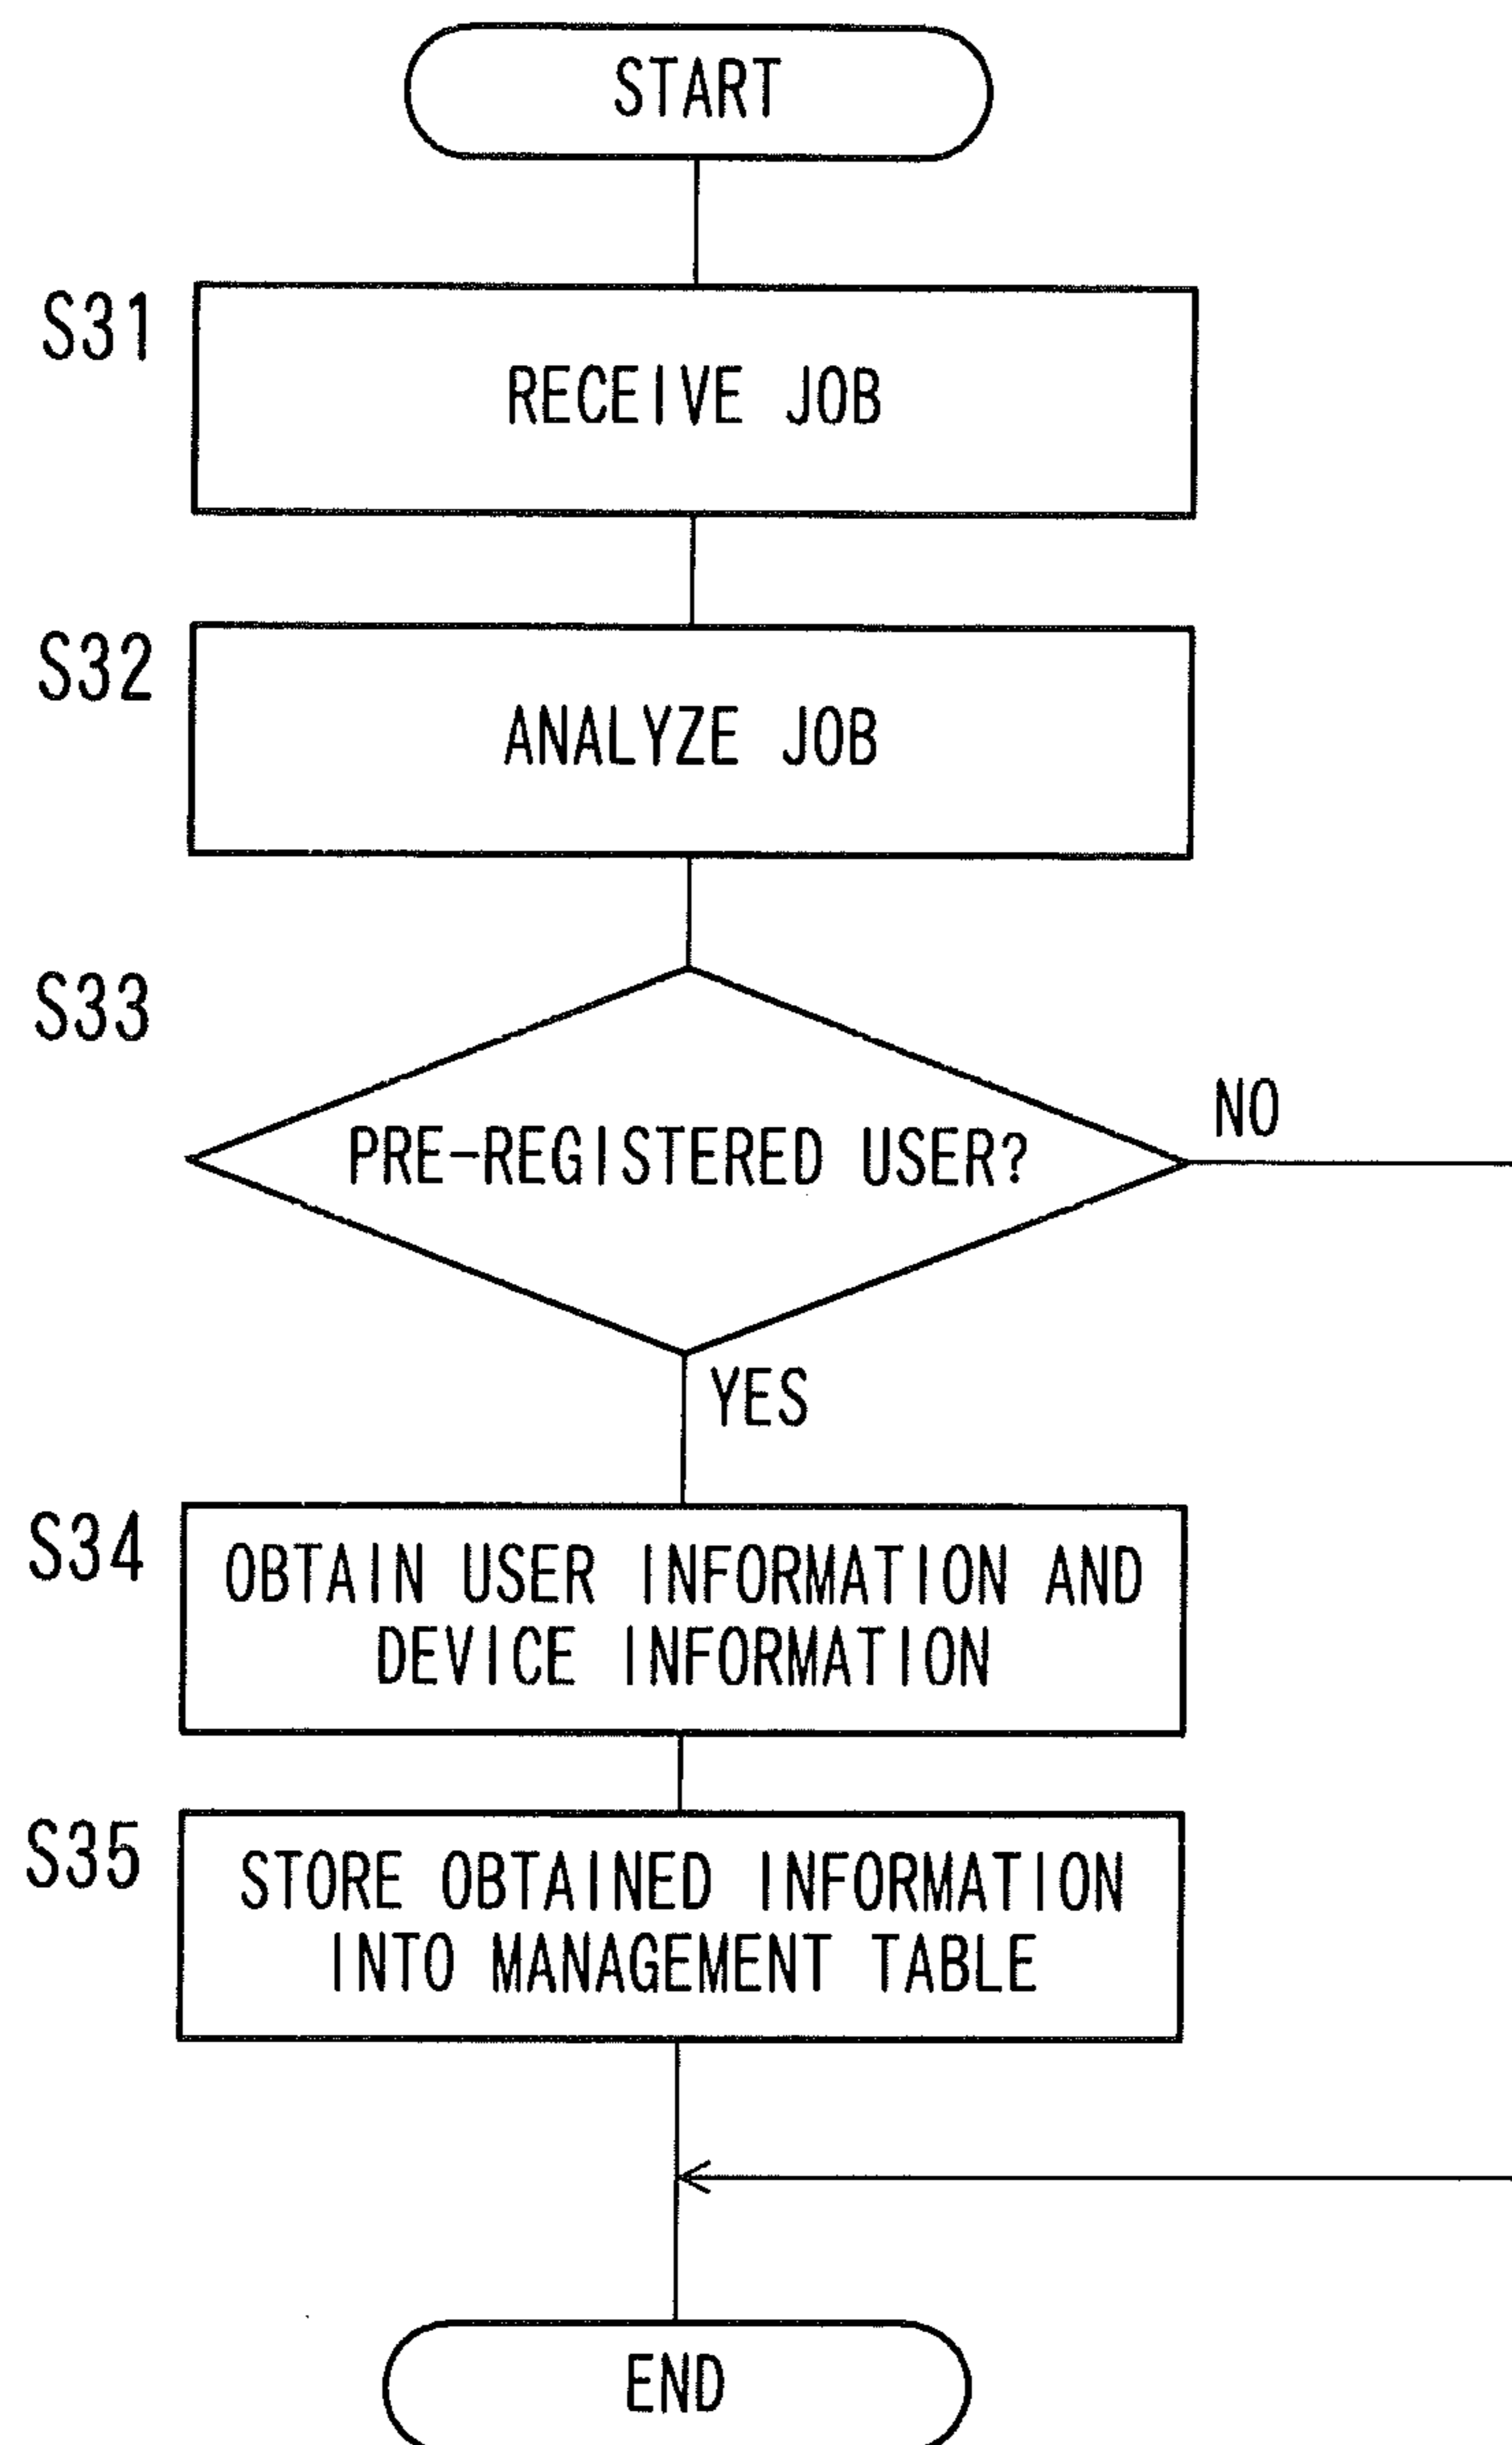 START
S31
RECEIVE JOB
S32
ANALYZE JOB
S33
PRE-REGISTERED USER?
NO
YES
S34
OBTAIN USER INFORMATION AND
DEVICE INFORMATION
S35
STORE OBTAINED INFORMATION
INTO MANAGEMENT TABLE
END